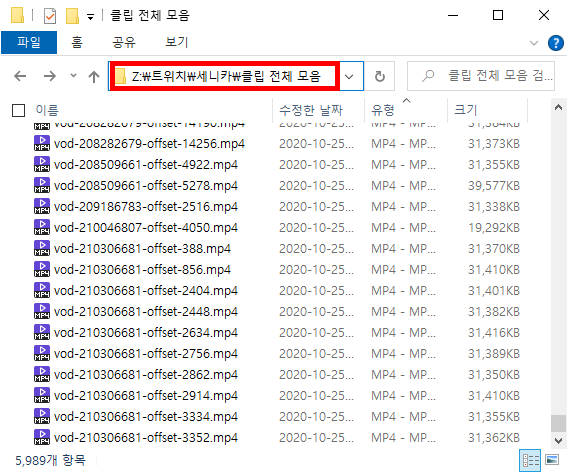 클립 전체 모음
파일 홈 공유 보기
Z:₩트위치₩세니카₩클립 전체 모음 클립 전체 모음 검...
이름 수정한 날짜 유형 크기
vod-208282679-offset-14190.mp4 2020-10-25... MP4 - MP... 31,384KB
vod-208282679-offset-14256.mp4 2020-10-25... MP4 - MP... 31,373KB
vod-208509661-offset-4922.mp4 2020-10-25... MP4 - MP... 31,355KB
vod-208509661-offset-5278.mp4 2020-10-25... MP4 - MP... 39,577KB
vod-209186783-offset-2516.mp4 2020-10-25... MP4 - MP... 31,338KB
vod-210046807-offset-4050.mp4 2020-10-25... MP4 - MP... 19,292KB
vod-210306681-offset-388.mp4 2020-10-25... MP4 - MP... 31,370KB
vod-210306681-offset-856.mp4 2020-10-25... MP4 - MP... 31,410KB
vod-210306681-offset-2404.mp4 2020-10-25... MP4 - MP... 31,401KB
vod-210306681-offset-2448.mp4 2020-10-25... MP4 - MP... 31,382KB
vod-210306681-offset-2634.mp4 2020-10-25... MP4 - MP... 31,416KB
vod-210306681-offset-2756.mp4 2020-10-25... MP4 - MP... 31,389KB
vod-210306681-offset-2862.mp4 2020-10-25... MP4 - MP... 31,350KB
vod-210306681-offset-2914.mp4 2020-10-25... MP4 - MP... 31,410KB
vod-210306681-offset-3334.mp4 2020-10-25... MP4 - MP... 31,355KB
vod-210306681-offset-3352.mp4 2020-10-25... MP4 - MP... 31,362KB
5,989개 항목